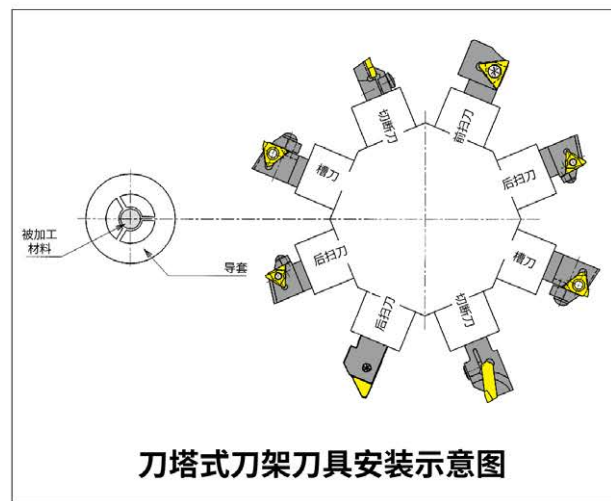 切断刀
前扫刀
槽刀
后扫刀
被加工
材料
导套
后扫刀
槽刀
后扫刀
切断刀
刀塔式刀架刀具安装示意图